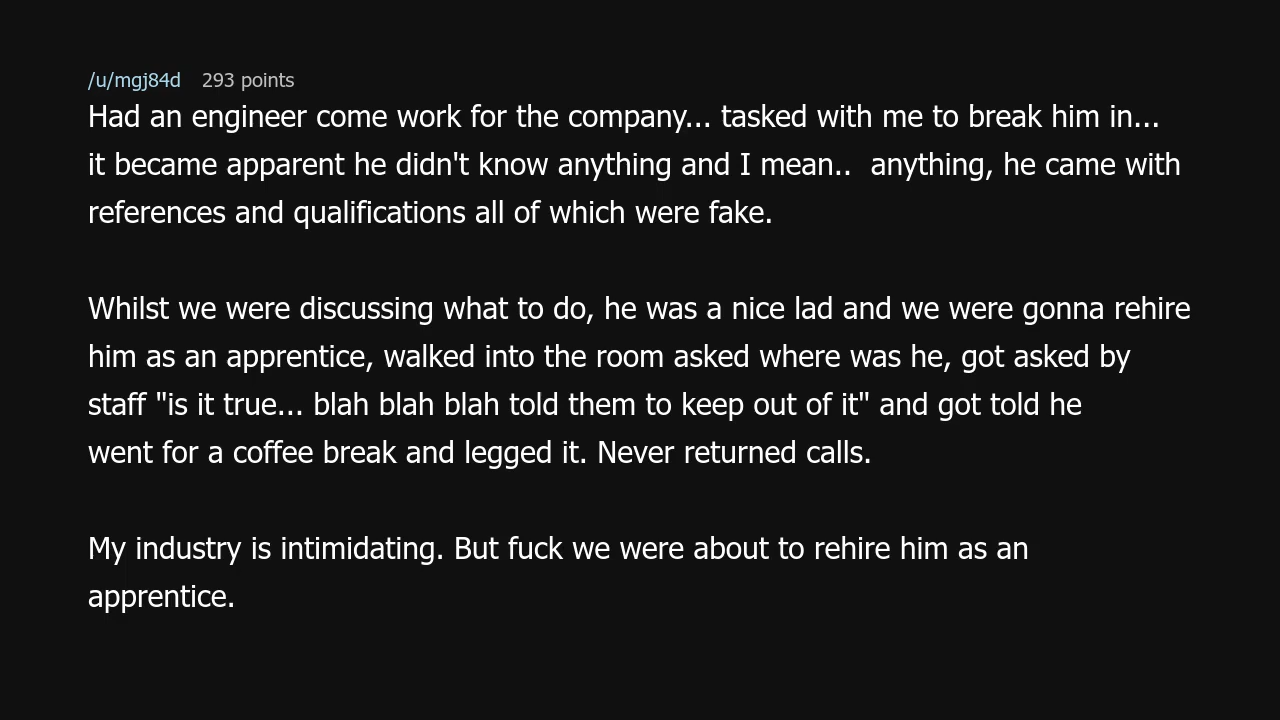 /u/mgj84d 293 points
Had an engineer come work for the company... tasked with me to break him in...
it became apparent he didn't know anything and I mean..  anything, he came with
references and qualifications all of which were fake.
Whilst we were discussing what to do, he was a nice lad and we were gonna rehire
him as an apprentice, walked into the room asked where was he, got asked by
staff "is it true... blah blah blah told them to keep out of it" and got told he
went for a coffee break and legged it. Never returned calls.
My industry is intimidating. But fuck we were about to rehire him as an
apprentice.